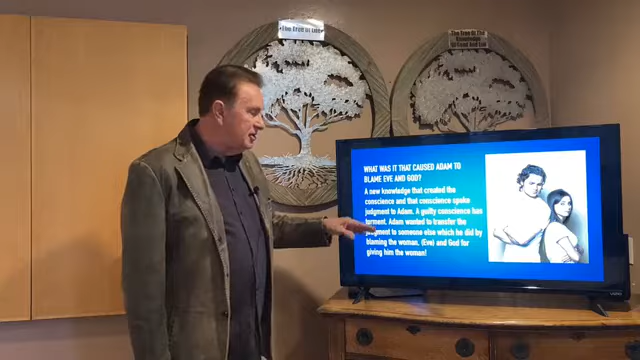 The Tree of Life
The Tree Of The
Knowledge
Of Good And Evil
WHAT WAS IT THAT CAUSED ADAM TO
BLAME EVE AND GOD?
A new knowledge that created the
conscience and that conscience spoke
judgment to Adam. A guilty conscience has
torment. Adam wanted to transfer the
judgment to someone else which he did by
blaming the woman, (Eve) and God for
giving him the woman!